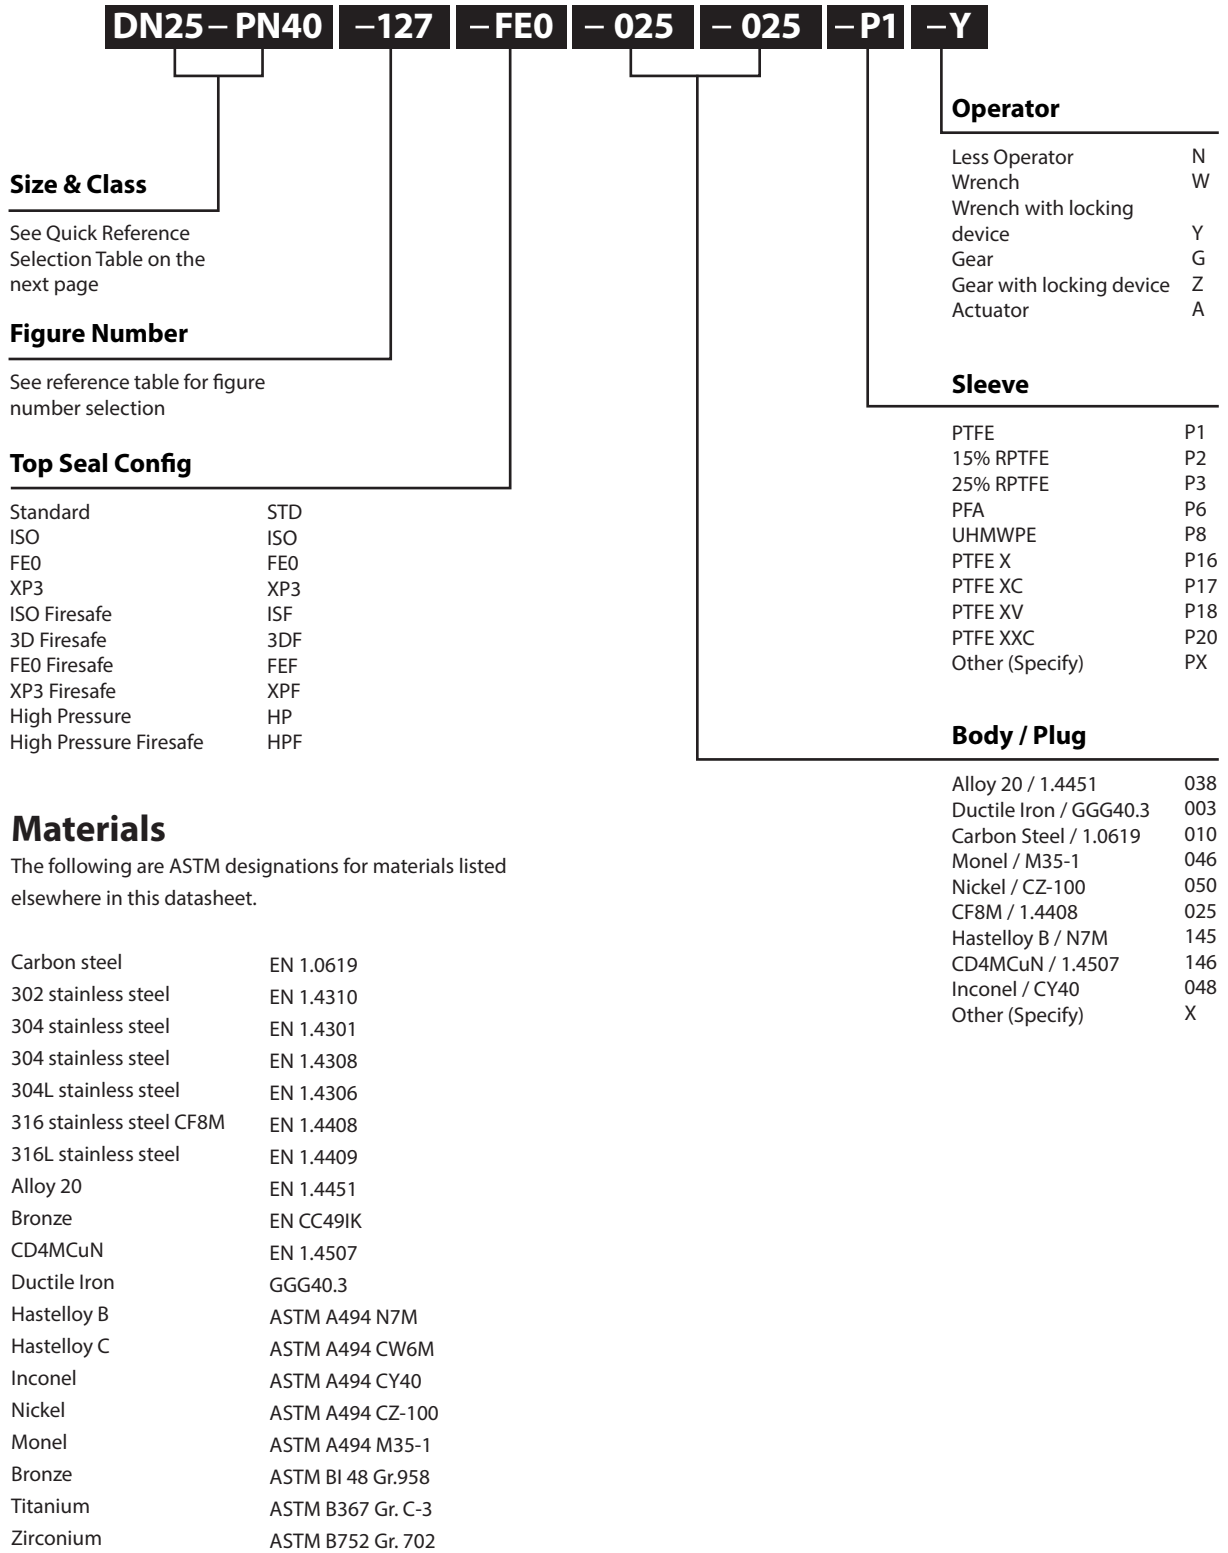 DN25– PN40 –127 – FE0 – 025 – 025 – P1 –Y
Size & Class
See Quick Reference
Selection Table on the
next page
Figure Number
See reference table for figure
number selection
Top Seal Config
Standard STD
ISO ISO
FE0 FE0
XP3 XP3
ISO Firesafe ISF
3D Firesafe 3DF
FE0 Firesafe FEF
XP3 Firesafe XPF
High Pressure HP
High Pressure Firesafe HPF
Operator
Less Operator N
Wrench W
Wrench with locking
device Y
Gear G
Gear with locking device Z
Actuator A
Sleeve
PTFE P1
15% RPTFE P2
25% RPTFE P3
PFA P6
UHMWPE P8
PTFE X P16
PTFE XC P17
PTFE XV P18
PTFE XXC P20
Other (Specify) PX
Body / Plug
Alloy 20 / 1.4451 038
Ductile Iron / GGG40.3 003
Carbon Steel / 1.0619 010
Monel / M35-1 046
Nickel / CZ-100 050
CF8M / 1.4408 025
Hastelloy B / N7M 145
CD4MCuN / 1.4507 146
Inconel / CY40 048
Other (Specify) X
Materials
The following are ASTM designations for materials listed
elsewhere in this datasheet.
Carbon steel EN 1.0619
302 stainless steel EN 1.4310
304 stainless steel EN 1.4301
304 stainless steel EN 1.4308
304L stainless steel EN 1.4306
316 stainless steel CF8M EN 1.4408
316L stainless steel EN 1.4409
Alloy 20 EN 1.4451
Bronze EN CC49IK
CD4MCuN EN 1.4507
Ductile Iron GGG40.3
Hastelloy B ASTM A494 N7M
Hastelloy C ASTM A494 CW6M
Inconel ASTM A494 CY40
Nickel ASTM A494 CZ-100
Monel ASTM A494 M35-1
Bronze ASTM BI 48 Gr.958
Titanium ASTM B367 Gr. C-3
Zirconium ASTM B752 Gr. 702